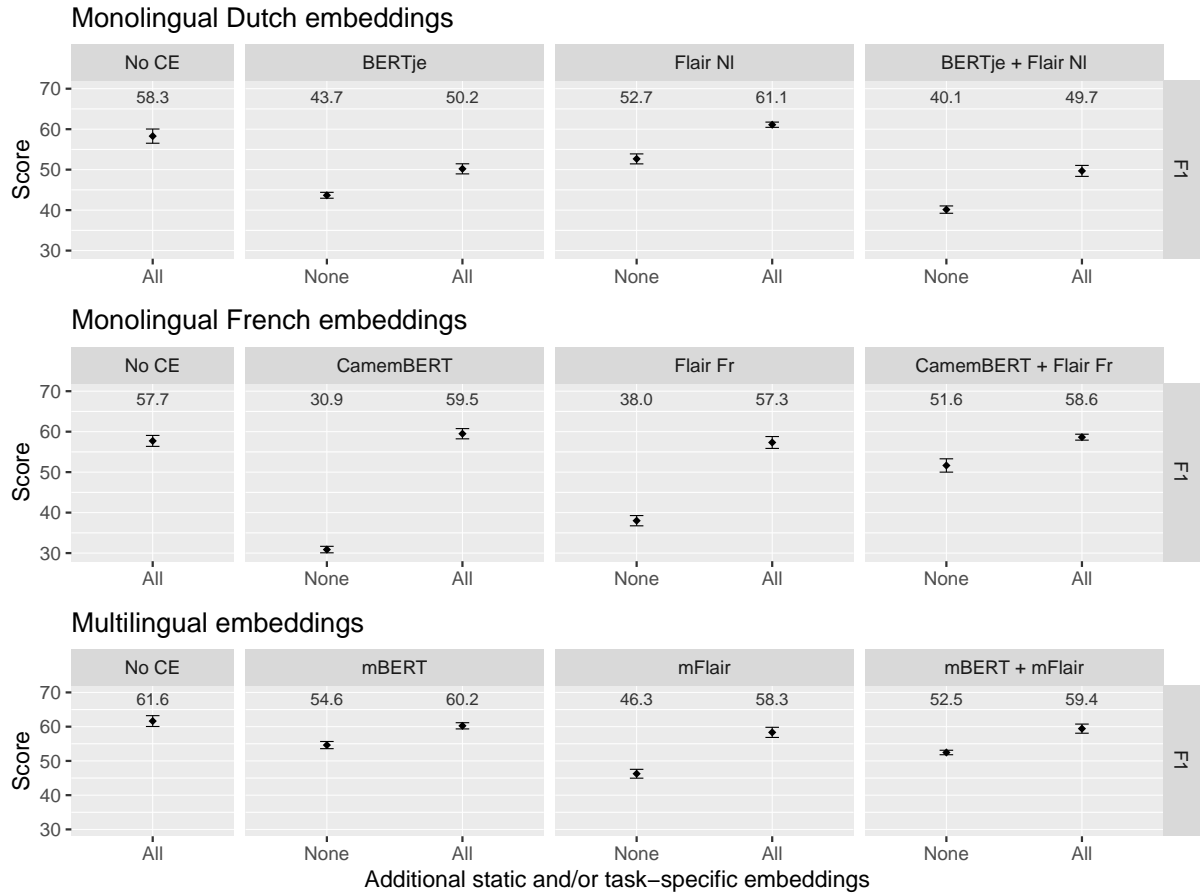 Monolingual Dutch embeddings
No CE BERTje Flair Nl BERTje + Flair Nl
70 58.3 43.7 50.2 52.7 61.1 40.1 49.7
60
50
40
30
Score
F1
All None All None All None All
Monolingual French embeddings
No CE CamemBERT Flair Fr CamemBERT + Flair Fr
70 57.7 30.9 59.5 38.0 57.3 51.6 58.6
60
50
40
30
Score
F1
All None All None All None All
Multilingual embeddings
No CE mBERT mFlair mBERT + mFlair
70 61.6 54.6 60.2 46.3 58.3 52.5 59.4
60
50
40
30
Score
F1
All None All None All None All
Additional static and/or task−specific embeddings